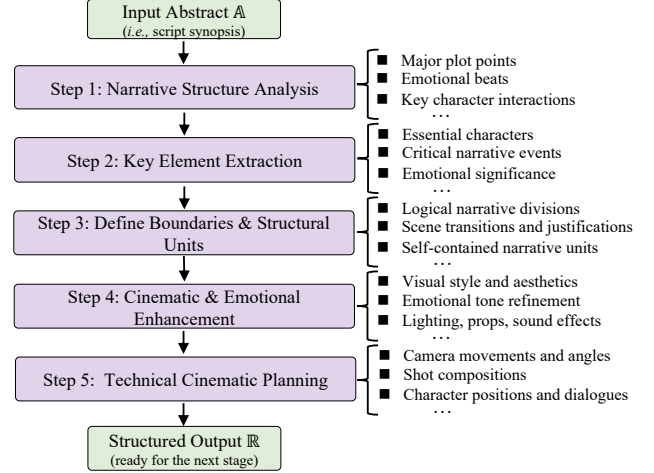 Input Abstract 𝔸
(i.e., script synopsis)
Step 1: Narrative Structure Analysis
■ Major plot points
■ Emotional beats
■ Key character interactions
...
Step 2: Key Element Extraction
■ Essential characters
■ Critical narrative events
■ Emotional significance
...
Step 3: Define Boundaries & Structural
Units
■ Logical narrative divisions
■ Scene transitions and justifications
■ Self-contained narrative units
...
Step 4: Cinematic & Emotional
Enhancement
■ Visual style and aesthetics
■ Emotional tone refinement
■ Lighting, props, sound effects
...
Step 5: Technical Cinematic Planning
■ Camera movements and angles
■ Shot compositions
■ Character positions and dialogues
...
Structured Output ℝ
(ready for the next stage)